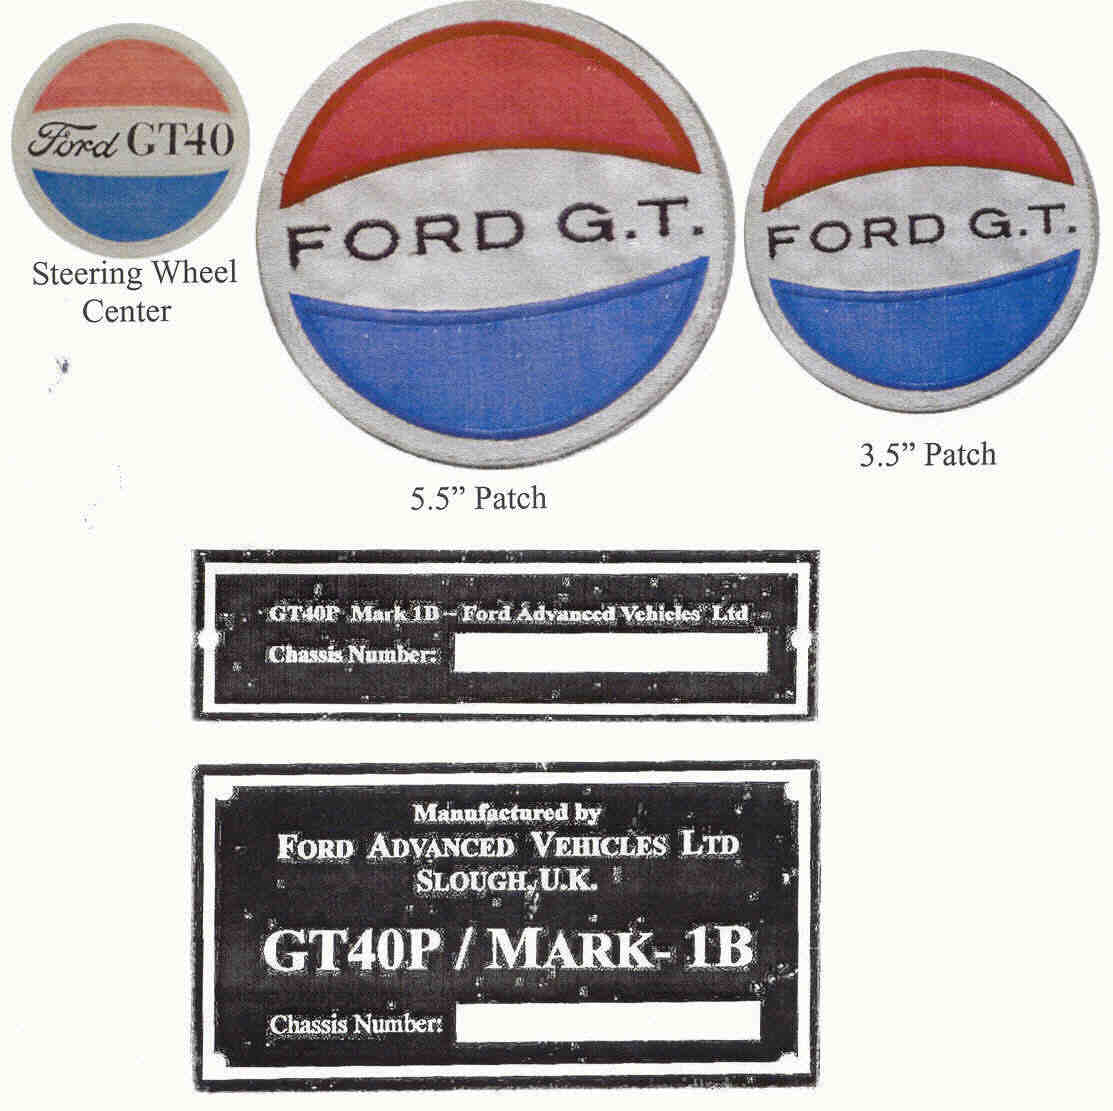 Ford GT40
Steering Wheel
Center
FORD G.T.
5.5” Patch
FORD G.T.
3.5” Patch
GT40P Mark 1B – Ford Advanced Vehicles Ltd
Chassis Number:
Manufactured by
FORD ADVANCED VEHICLES LTD
SLOUGH, U.K.
GT40P / MARK- 1B
Chassis Number: